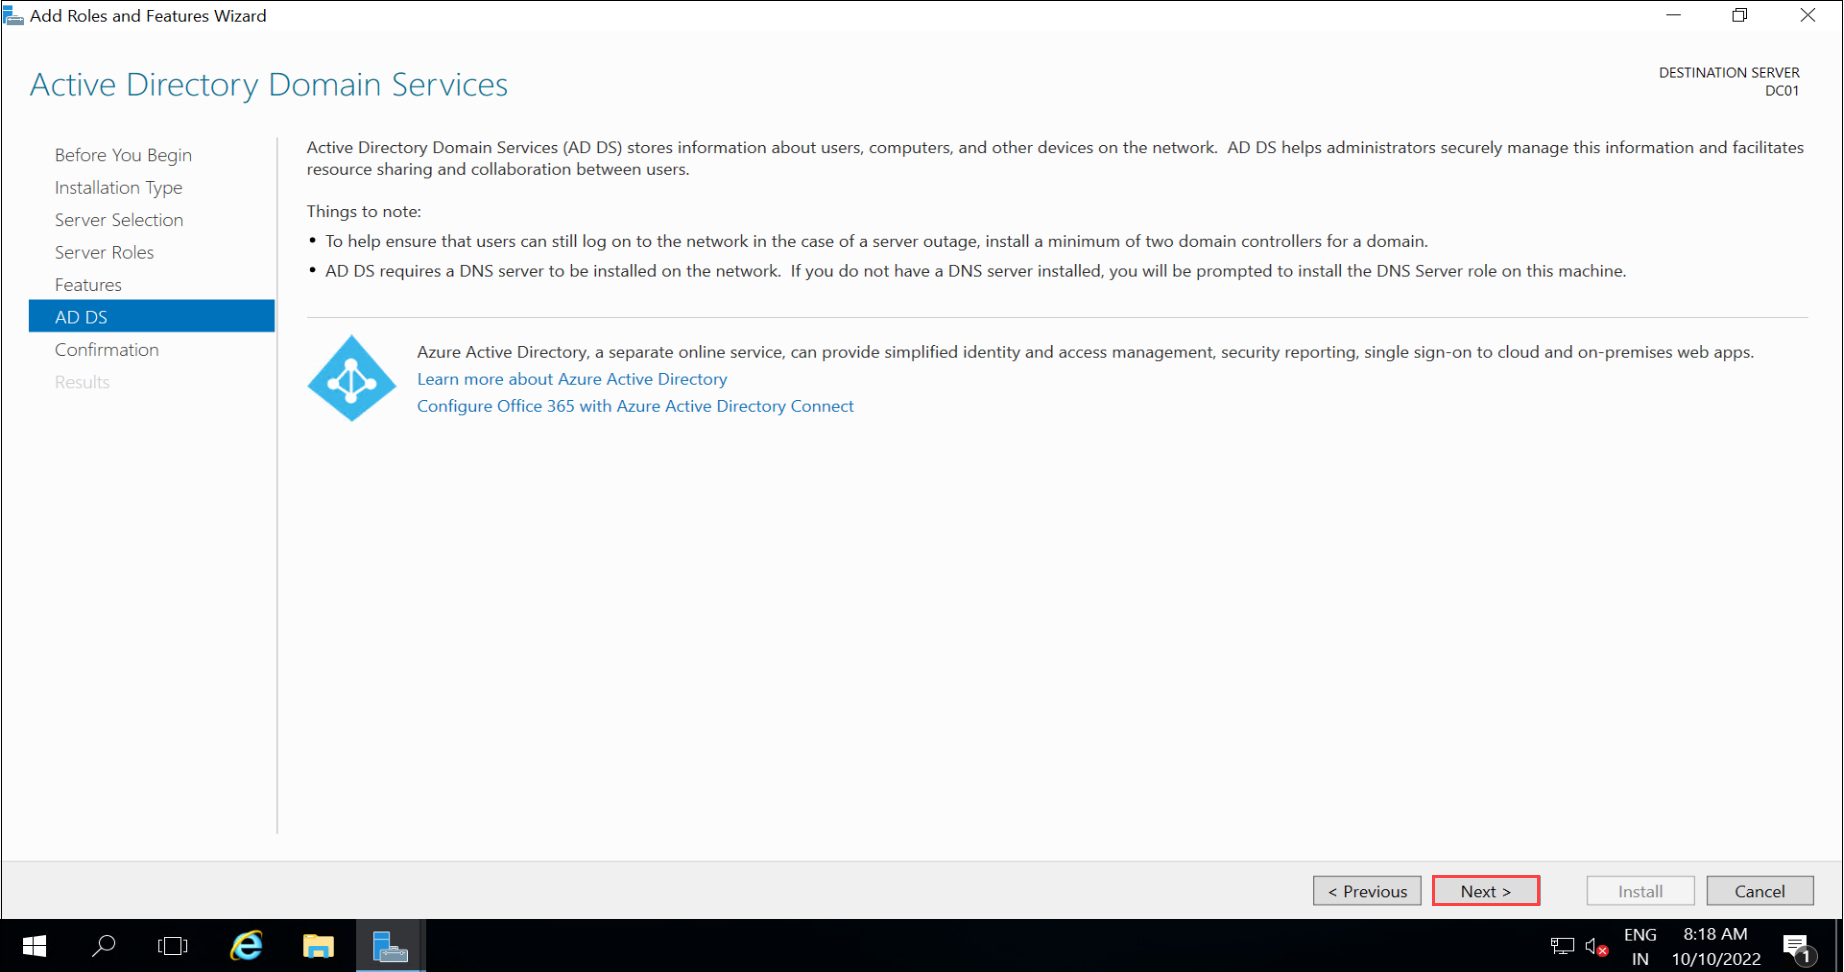 Add Roles and Features Wizard
Active Directory Domain Services
DESTINATION SERVER
DC01
Before You Begin
Installation Type
Server Selection
Server Roles
Features
AD DS
Confirmation
Results
Active Directory Domain Services (AD DS) stores information about users, computers, and other devices on the network.  AD DS helps administrators securely manage this information and facilitates
resource sharing and collaboration between users.
Things to note:
• To help ensure that users can still log on to the network in the case of a server outage, install a minimum of two domain controllers for a domain.
• AD DS requires a DNS server to be installed on the network.  If you do not have a DNS server installed, you will be prompted to install the DNS Server role on this machine.
Azure Active Directory, a separate online service, can provide simplified identity and access management, security reporting, single sign-on to cloud and on-premises web apps.
Learn more about Azure Active Directory
Configure Office 365 with Azure Active Directory Connect
< Previous
Next >
Install
Cancel
ENG
IN
8:18 AM
10/10/2022
1